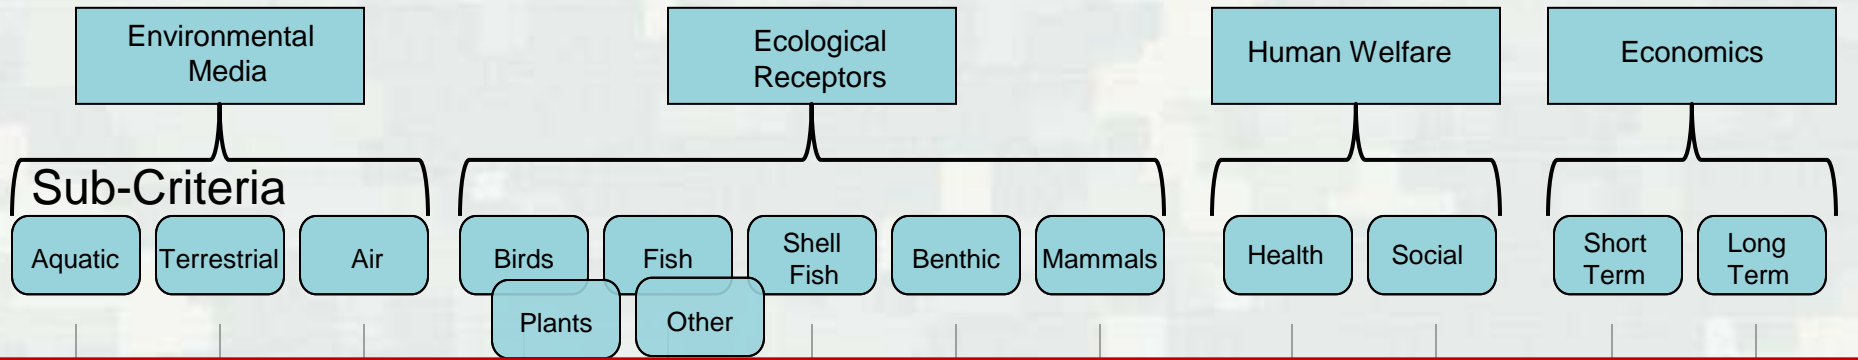 Environmental
Media
Ecological
Receptors
Human Welfare
Economics
Sub-Criteria
Aquatic
Terrestrial
Air
Birds
Fish
Shell
Fish
Benthic
Mammals
Health
Social
Short
Term
Long
Term
Plants
Other